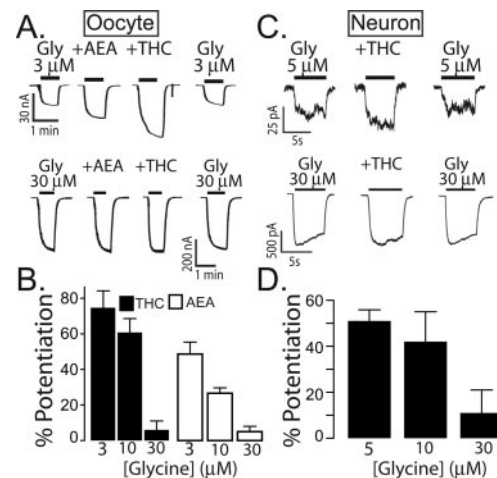 A. Oocyte
Gly +AEA +THC Gly
3 μM 3 μM
30 nA
1 min
Gly +AEA +THC Gly
30 μM 30 μM
200 nA
1 min
B.
% Potentiation
80
60
40
20
0
THC AEA
3 10 30 3 10 30
[Glycine] (μM)
C. Neuron
Gly +THC Gly
5 μM 5 μM
25 pA
5s
Gly +THC Gly
30 μM 30 μM
500 pA
5s
D.
% Potentiation
60
40
20
0
5 10 30
[Glycine] (μM)